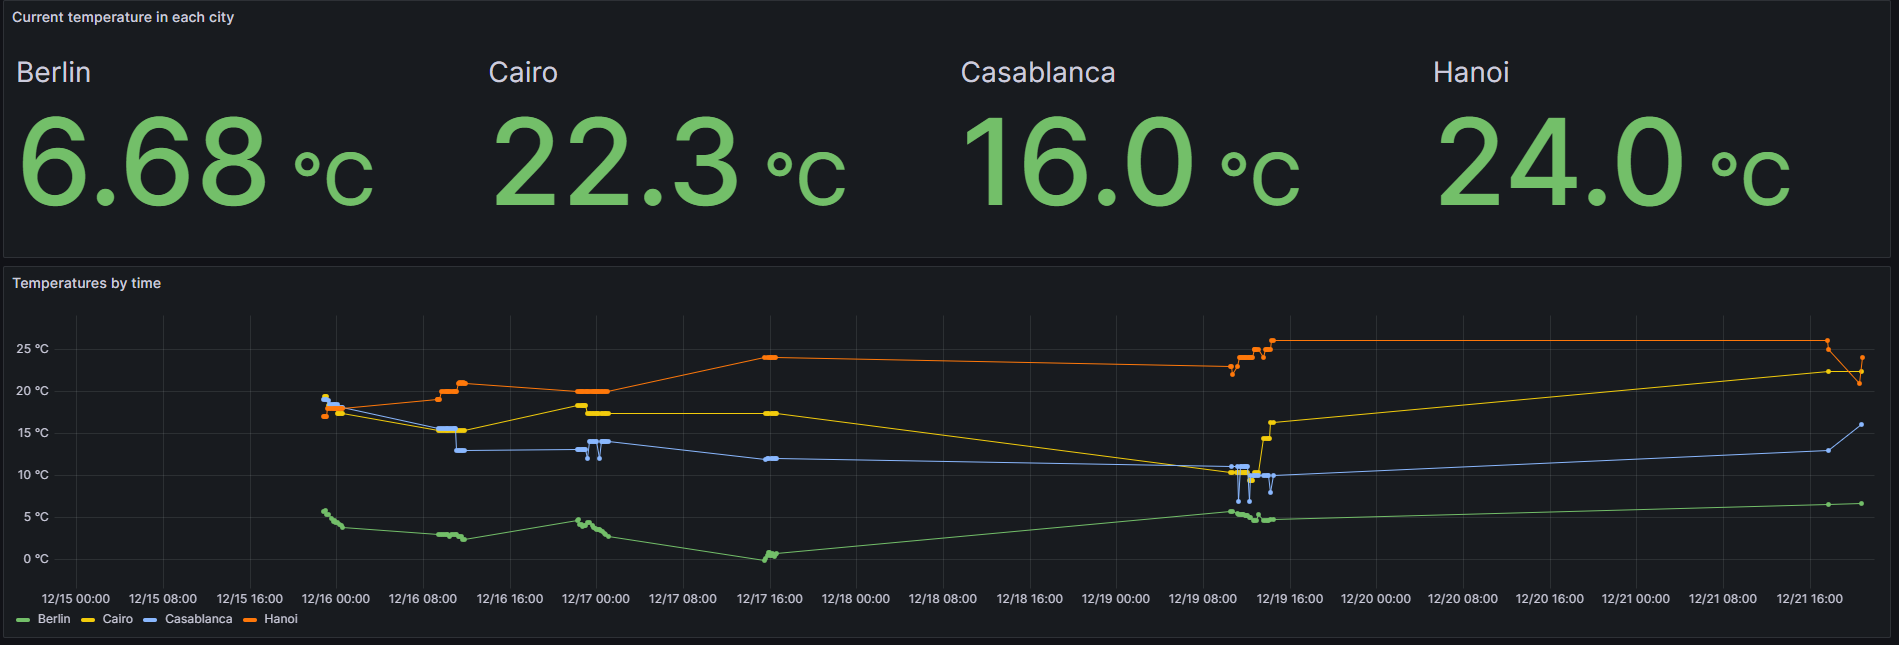 Current temperature in each city
Berlin Cairo Casablanca Hanoi
6.68 °C 22.3 °C 16.0 °C 24.0 °C
Temperatures by time
25 °C
20 °C
15 °C
10 °C
5 °C
0 °C
12/15 00:00 12/15 08:00 12/15 16:00 12/16 00:00 12/16 08:00 12/16 16:00 12/17 00:00 12/17 08:00 12/17 16:00 12/18 00:00 12/18 08:00 12/18 16:00 12/19 00:00 12/19 08:00 12/19 16:00 12/20 00:00 12/20 08:00 12/20 16:00 12/21 00:00 12/21 08:00 12/21 16:00
Berlin Cairo Casablanca Hanoi